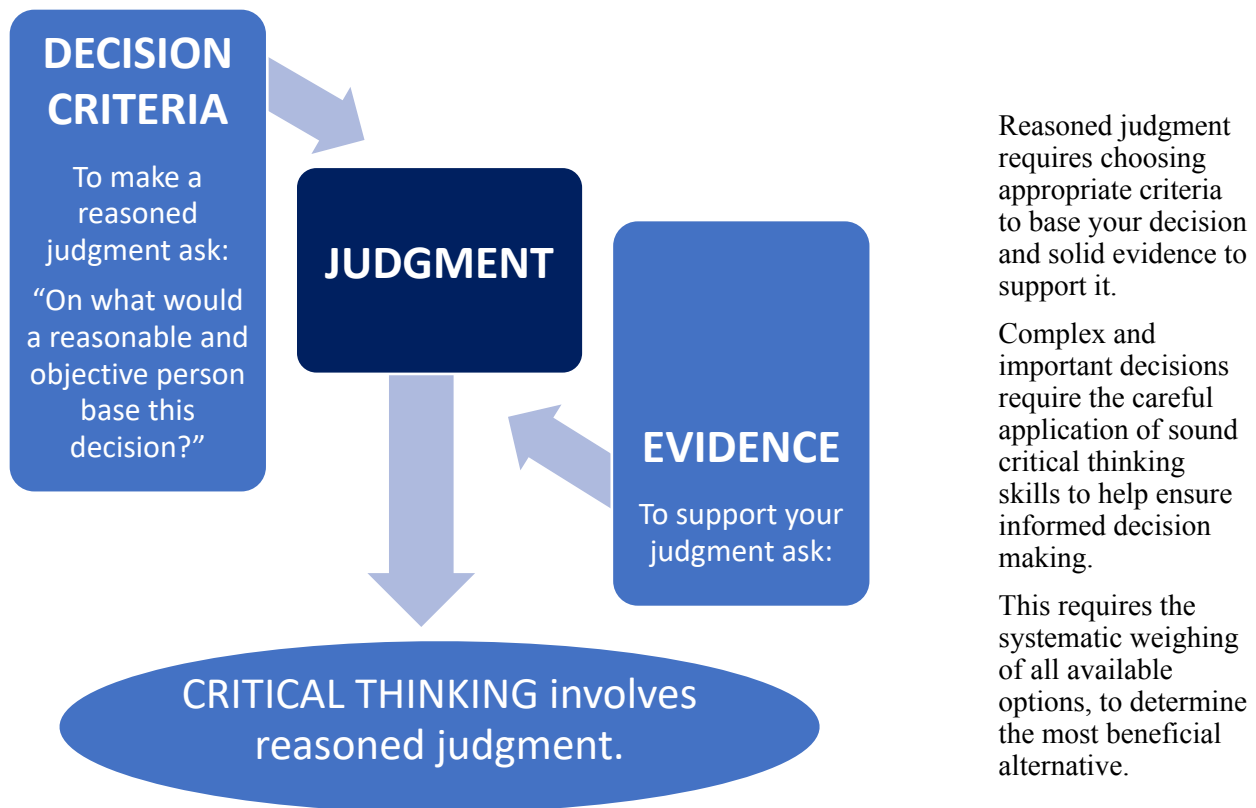 DECISION
CRITERIA
To make a
reasoned
judgment ask:
“On what would
a reasonable and
objective person
base this
decision?”
JUDGMENT
EVIDENCE
To support your
judgment ask:
CRITICAL THINKING involves
reasoned judgment.
Reasoned judgment
requires choosing
appropriate criteria
to base your decision
and solid evidence to
support it.
Complex and
important decisions
require the careful
application of sound
critical thinking
skills to help ensure
informed decision
making.
This requires the
systematic weighing
of all available
options, to determine
the most beneficial
alternative.